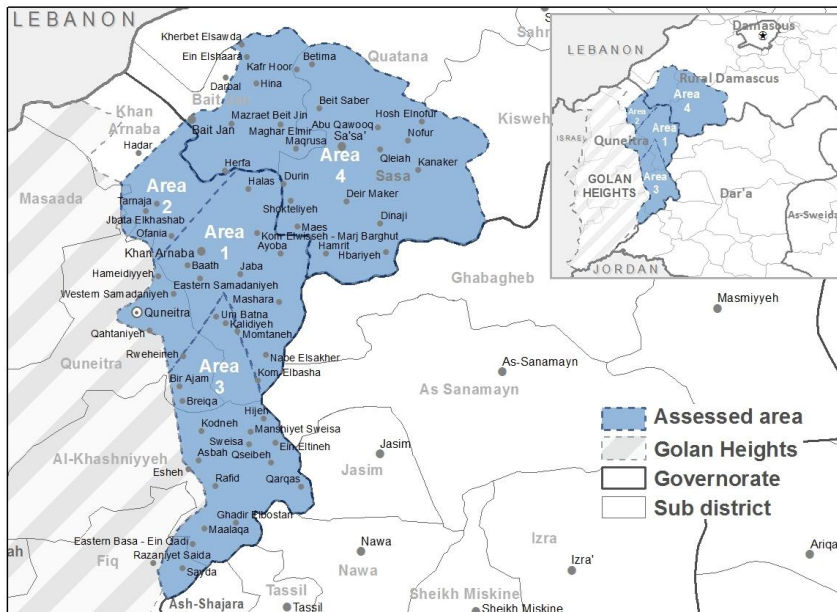 LEBANON
Kherbet Elsawda
Ein Elshaara
Betima
Quatana
Kafr Hoor
Darbal
Hina
Khan
Arnaba
Beit Saber
Mazraet Beit Jin
Hosh Elnofur
Kisweh
Bait Jan
Maghar Elmir
Abu Qawooq
Sa'sa'
Nofur
Hadar
Maqrusa
Qleiah
Kanaker
Herfa
Area
4
Sasa
Masaada
Halas
Durin
Area
2
Tarnaja
Shokteliyeh
Deir Maker
Jbata Elkhashab
Area
1
Dinaji
Ofania
Maes
Kom Elwisseh - Marj Barghut
Khan Arnaba
Ayoba
Hamrit
Hbariyeh
Baath
Hameidiyyeh
Jaba
Ghabagheb
Eastern Samadaniyeh
Western Samadaniyeh
Mashara
Masmiyyeh
Quneitra
Um Batna
Kalidiyeh
Qahtaniyeh
Momtaneh
Rweheineh
Nabe Elsakher
Quneitra
Area
3
As-Sanamayn
Kom Elbasha
Bir Ajam
As Sanamayn
Breiqa
Hijeh
Kodneh
Manshiyet Sweisa
Sweisa
Ein Eltineh
Jasim
Al-Khashniyyeh
Asbah
Qseibeh
Esheh
Jasim
Rafid
Qarqas
Ghadir Elbostan
Maalaqa
Eastern Basa - Ein Qadi
Izra
Nawa
Ariqa
Razaniyet Saida
Fiq
Nawa
Izra'
Sayda
Tassil
Sheikh Miskine
Ash-Shajara
Tassil
Sheikh Miskine
Damascus
LEBANON
Rural Damascus
Area
4
Area
2
ISRAEL
Quneitra
Area
1
GOLAN
HEIGHTS
Area
3
Dar'a
As-Sweida
JORDAN
Assessed area
Golan Heights
Governorate
Sub district